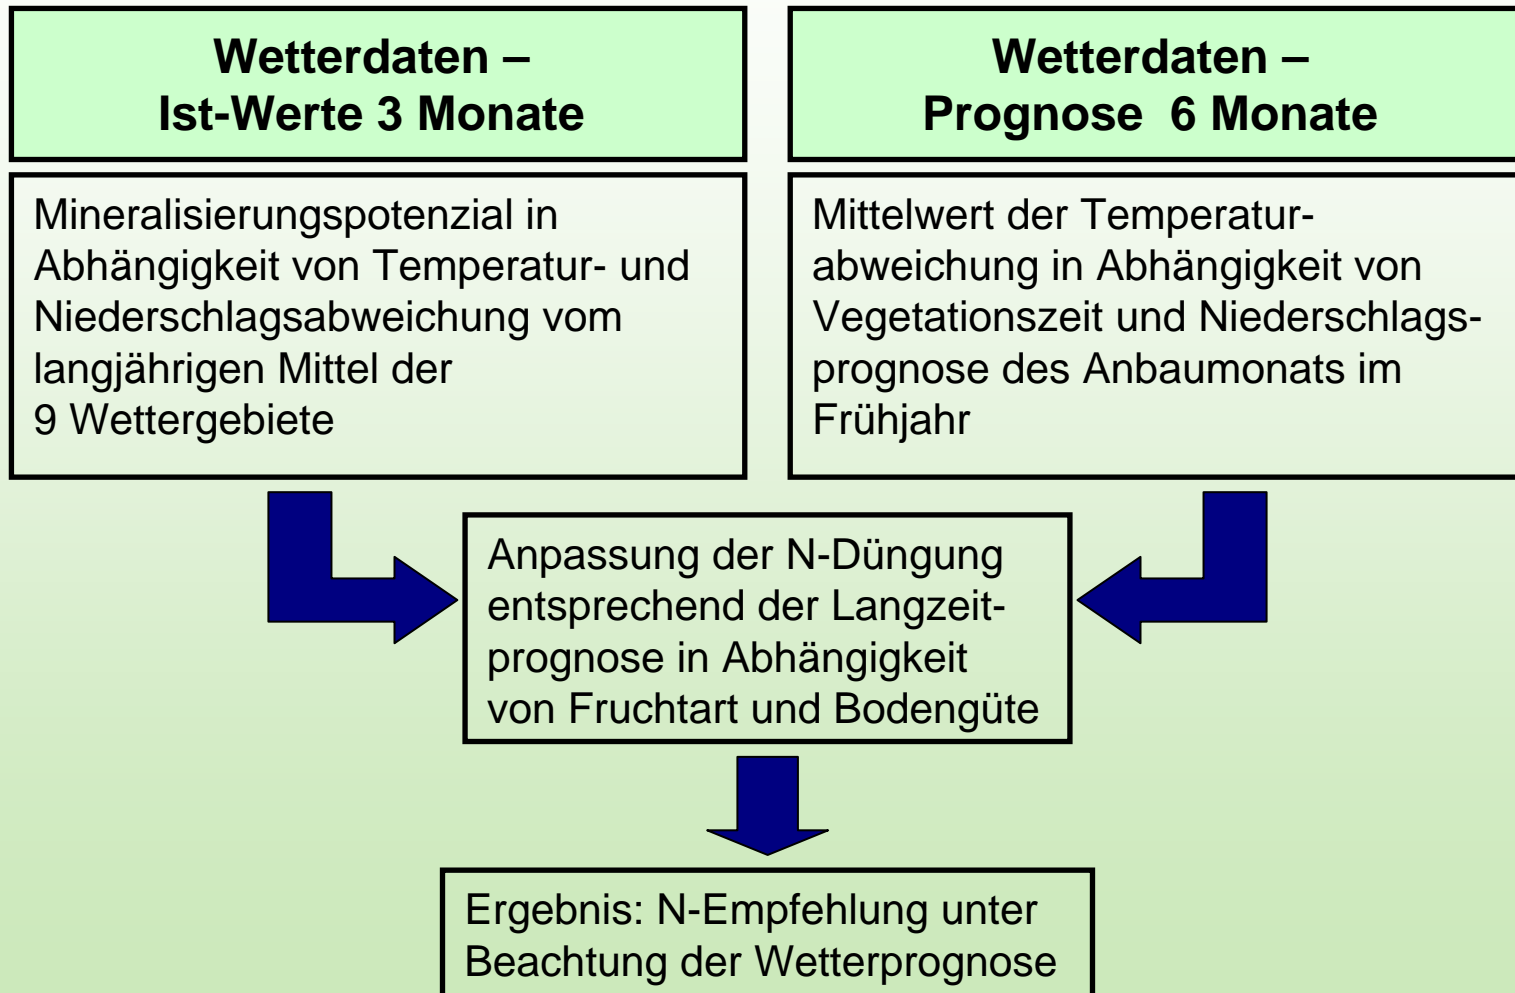 Wetterdaten –
Ist-Werte 3 Monate
Wetterdaten –
Prognose 6 Monate
Mineralisierungspotenzial in
Abhängigkeit von Temperatur- und
Niederschlagsabweichung vom
langjährigen Mittel der
9 Wettergebiete
Mittelwert der Temperatur-
abweichung in Abhängigkeit von
Vegetationszeit und Niederschlags-
prognose des Anbaumonats im
Frühjahr
Anpassung der N-Düngung
entsprechend der Langzeit-
prognose in Abhängigkeit
von Fruchtart und Bodengüte
Ergebnis: N-Empfehlung unter
Beachtung der Wetterprognose